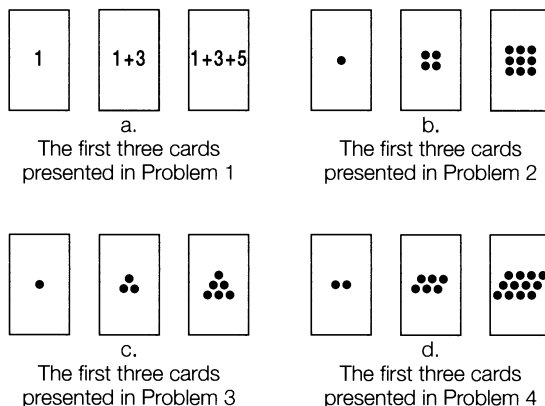 1
1+3
1+3+5
a.
The first three cards
presented in Problem 1
b.
The first three cards
presented in Problem 2
c.
The first three cards
presented in Problem 3
d.
The first three cards
presented in Problem 4